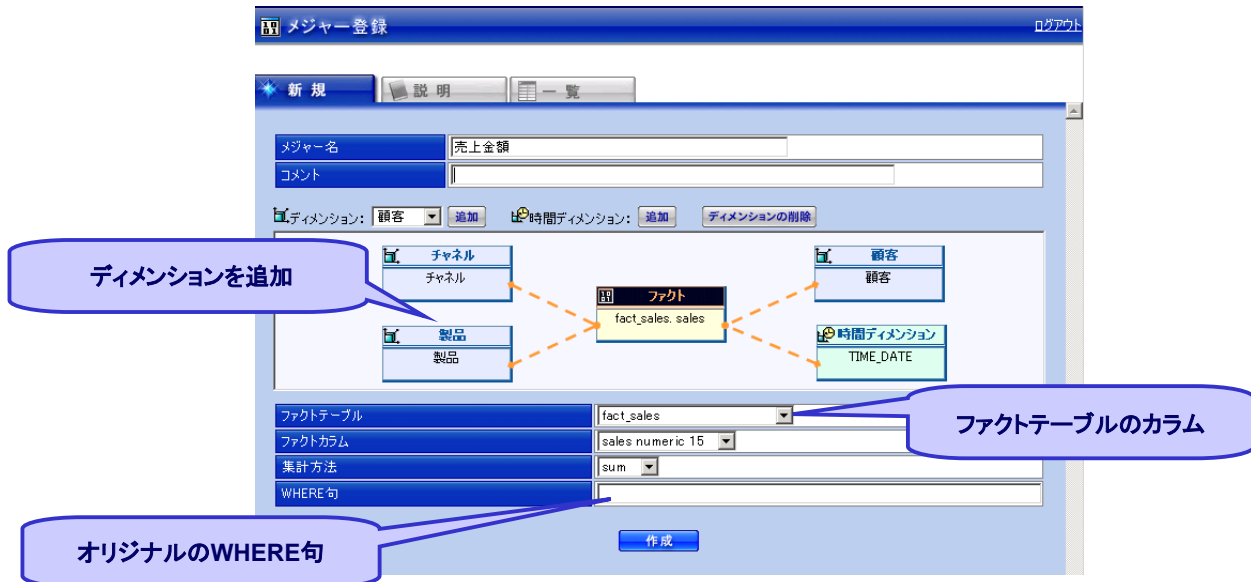 メジャー登録
ログアウト
新規
説明
一覧
メジャー名
売上金額
コメント
ディメンション:
顧客
追加
時間ディメンション:
追加
ディメンションの削除
ディメンションを追加
チャネル
チャネル
製品
製品
ファクト
fact_sales. sales
顧客
顧客
時間ディメンション
TIME_DATE
ファクトテーブル
fact_sales
ファクトテーブルのカラム
ファクトカラム
sales numeric 15
集計方法
sum
WHERE句
オリジナルのWHERE句
作成